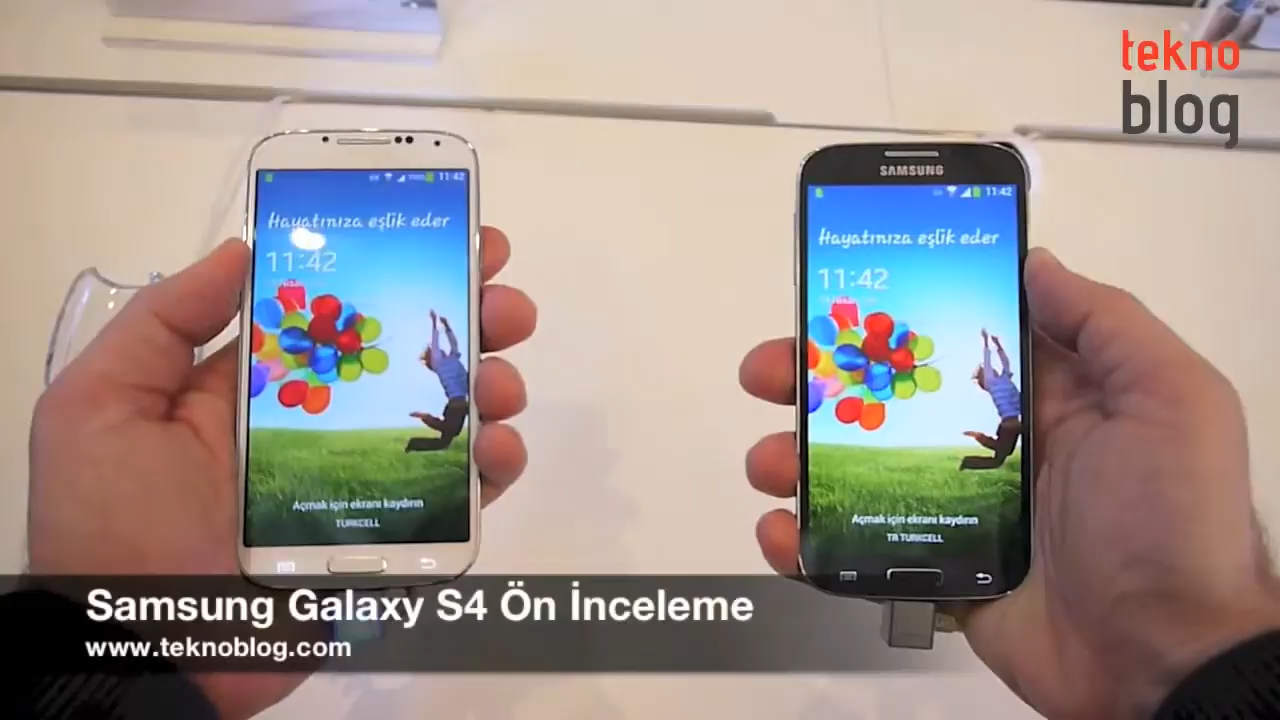 tekno
blog
11:42
Hayatınıza eşlik eder
11:42
Açmak için ekranı kaydırın
TURKCELL
SAMSUNG
11:42
Hayatınıza eşlik eder
11:42
Açmak için ekranı kaydırın
TR TURKCELL
Samsung Galaxy S4 Ön İnceleme
www.teknoblog.com